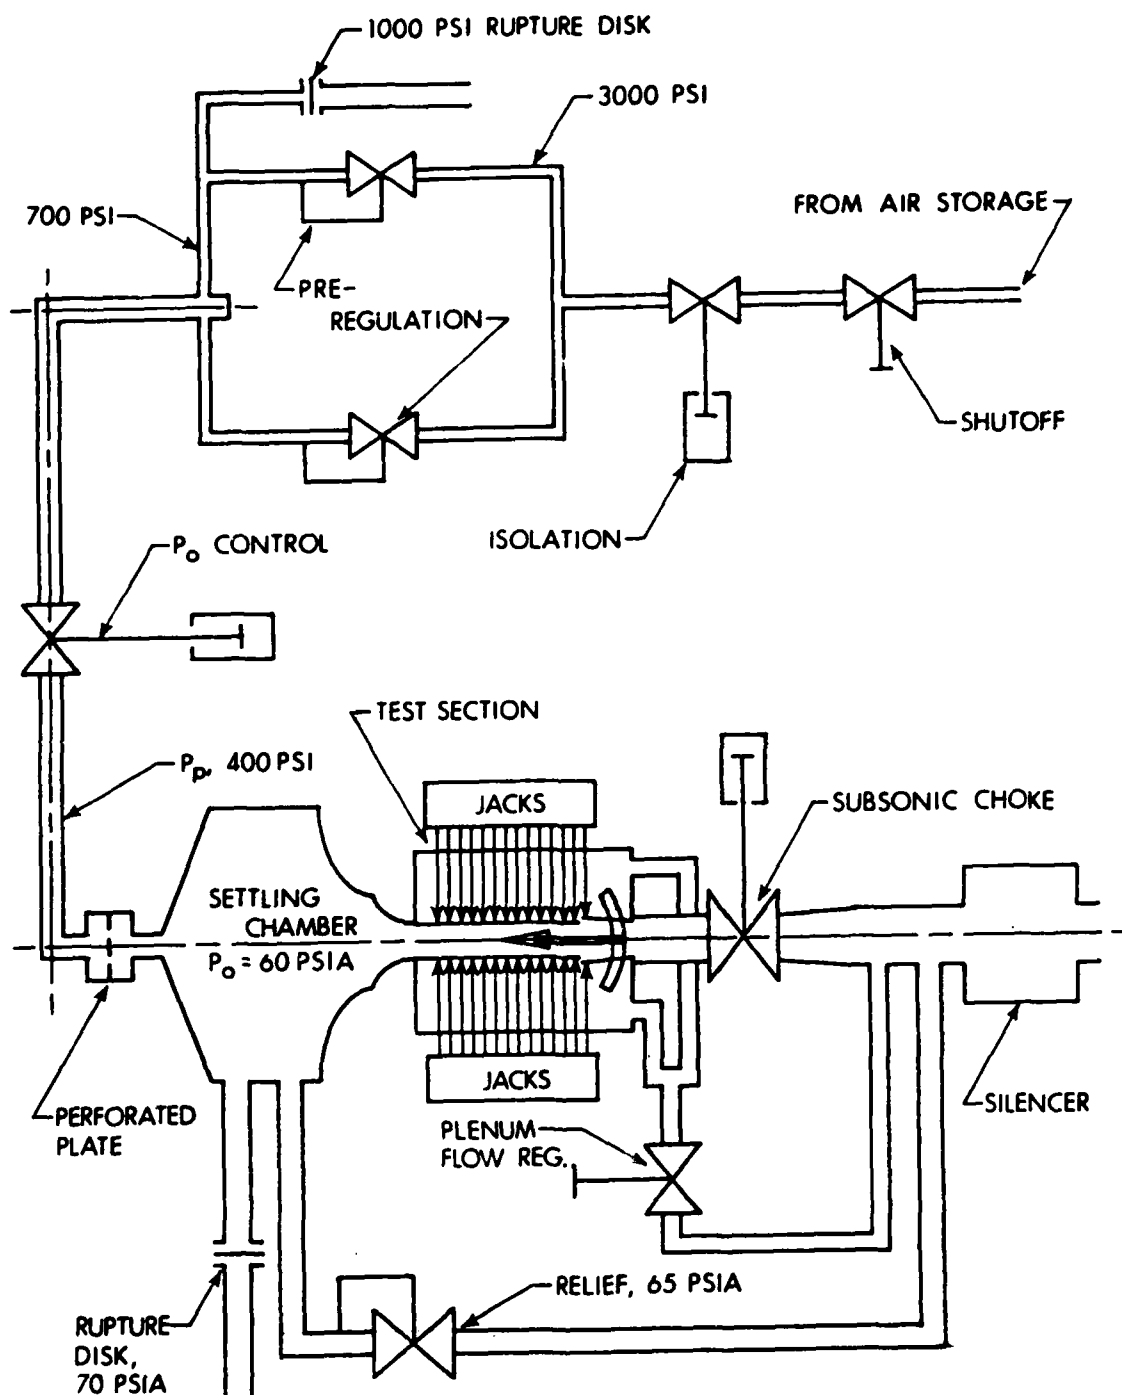 1000 PSI RUPTURE DISK
3000 PSI
FROM AIR STORAGE
700 PSI
PRE-
REGULATION
SHUTOFF
ISOLATION
Po CONTROL
TEST SECTION
Pp, 400 PSI
JACKS
SUBSONIC CHOKE
SETTLING
CHAMBER
Po = 60 PSIA
JACKS
PERFORATED
PLATE
PLENUM
FLOW REG.
SILENCER
RELIEF, 65 PSIA
RUPTURE
DISK,
70 PSIA